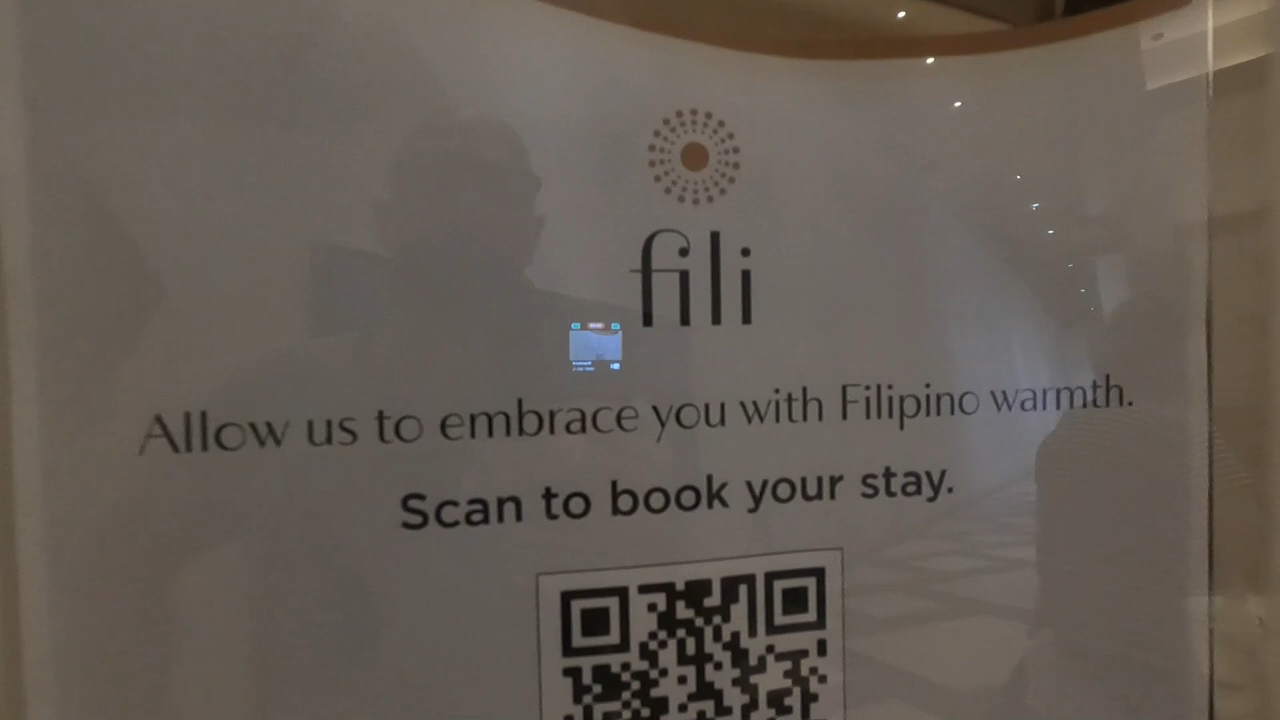 fili
Allow us to embrace you with Filipino warmth.
Scan to book your stay.